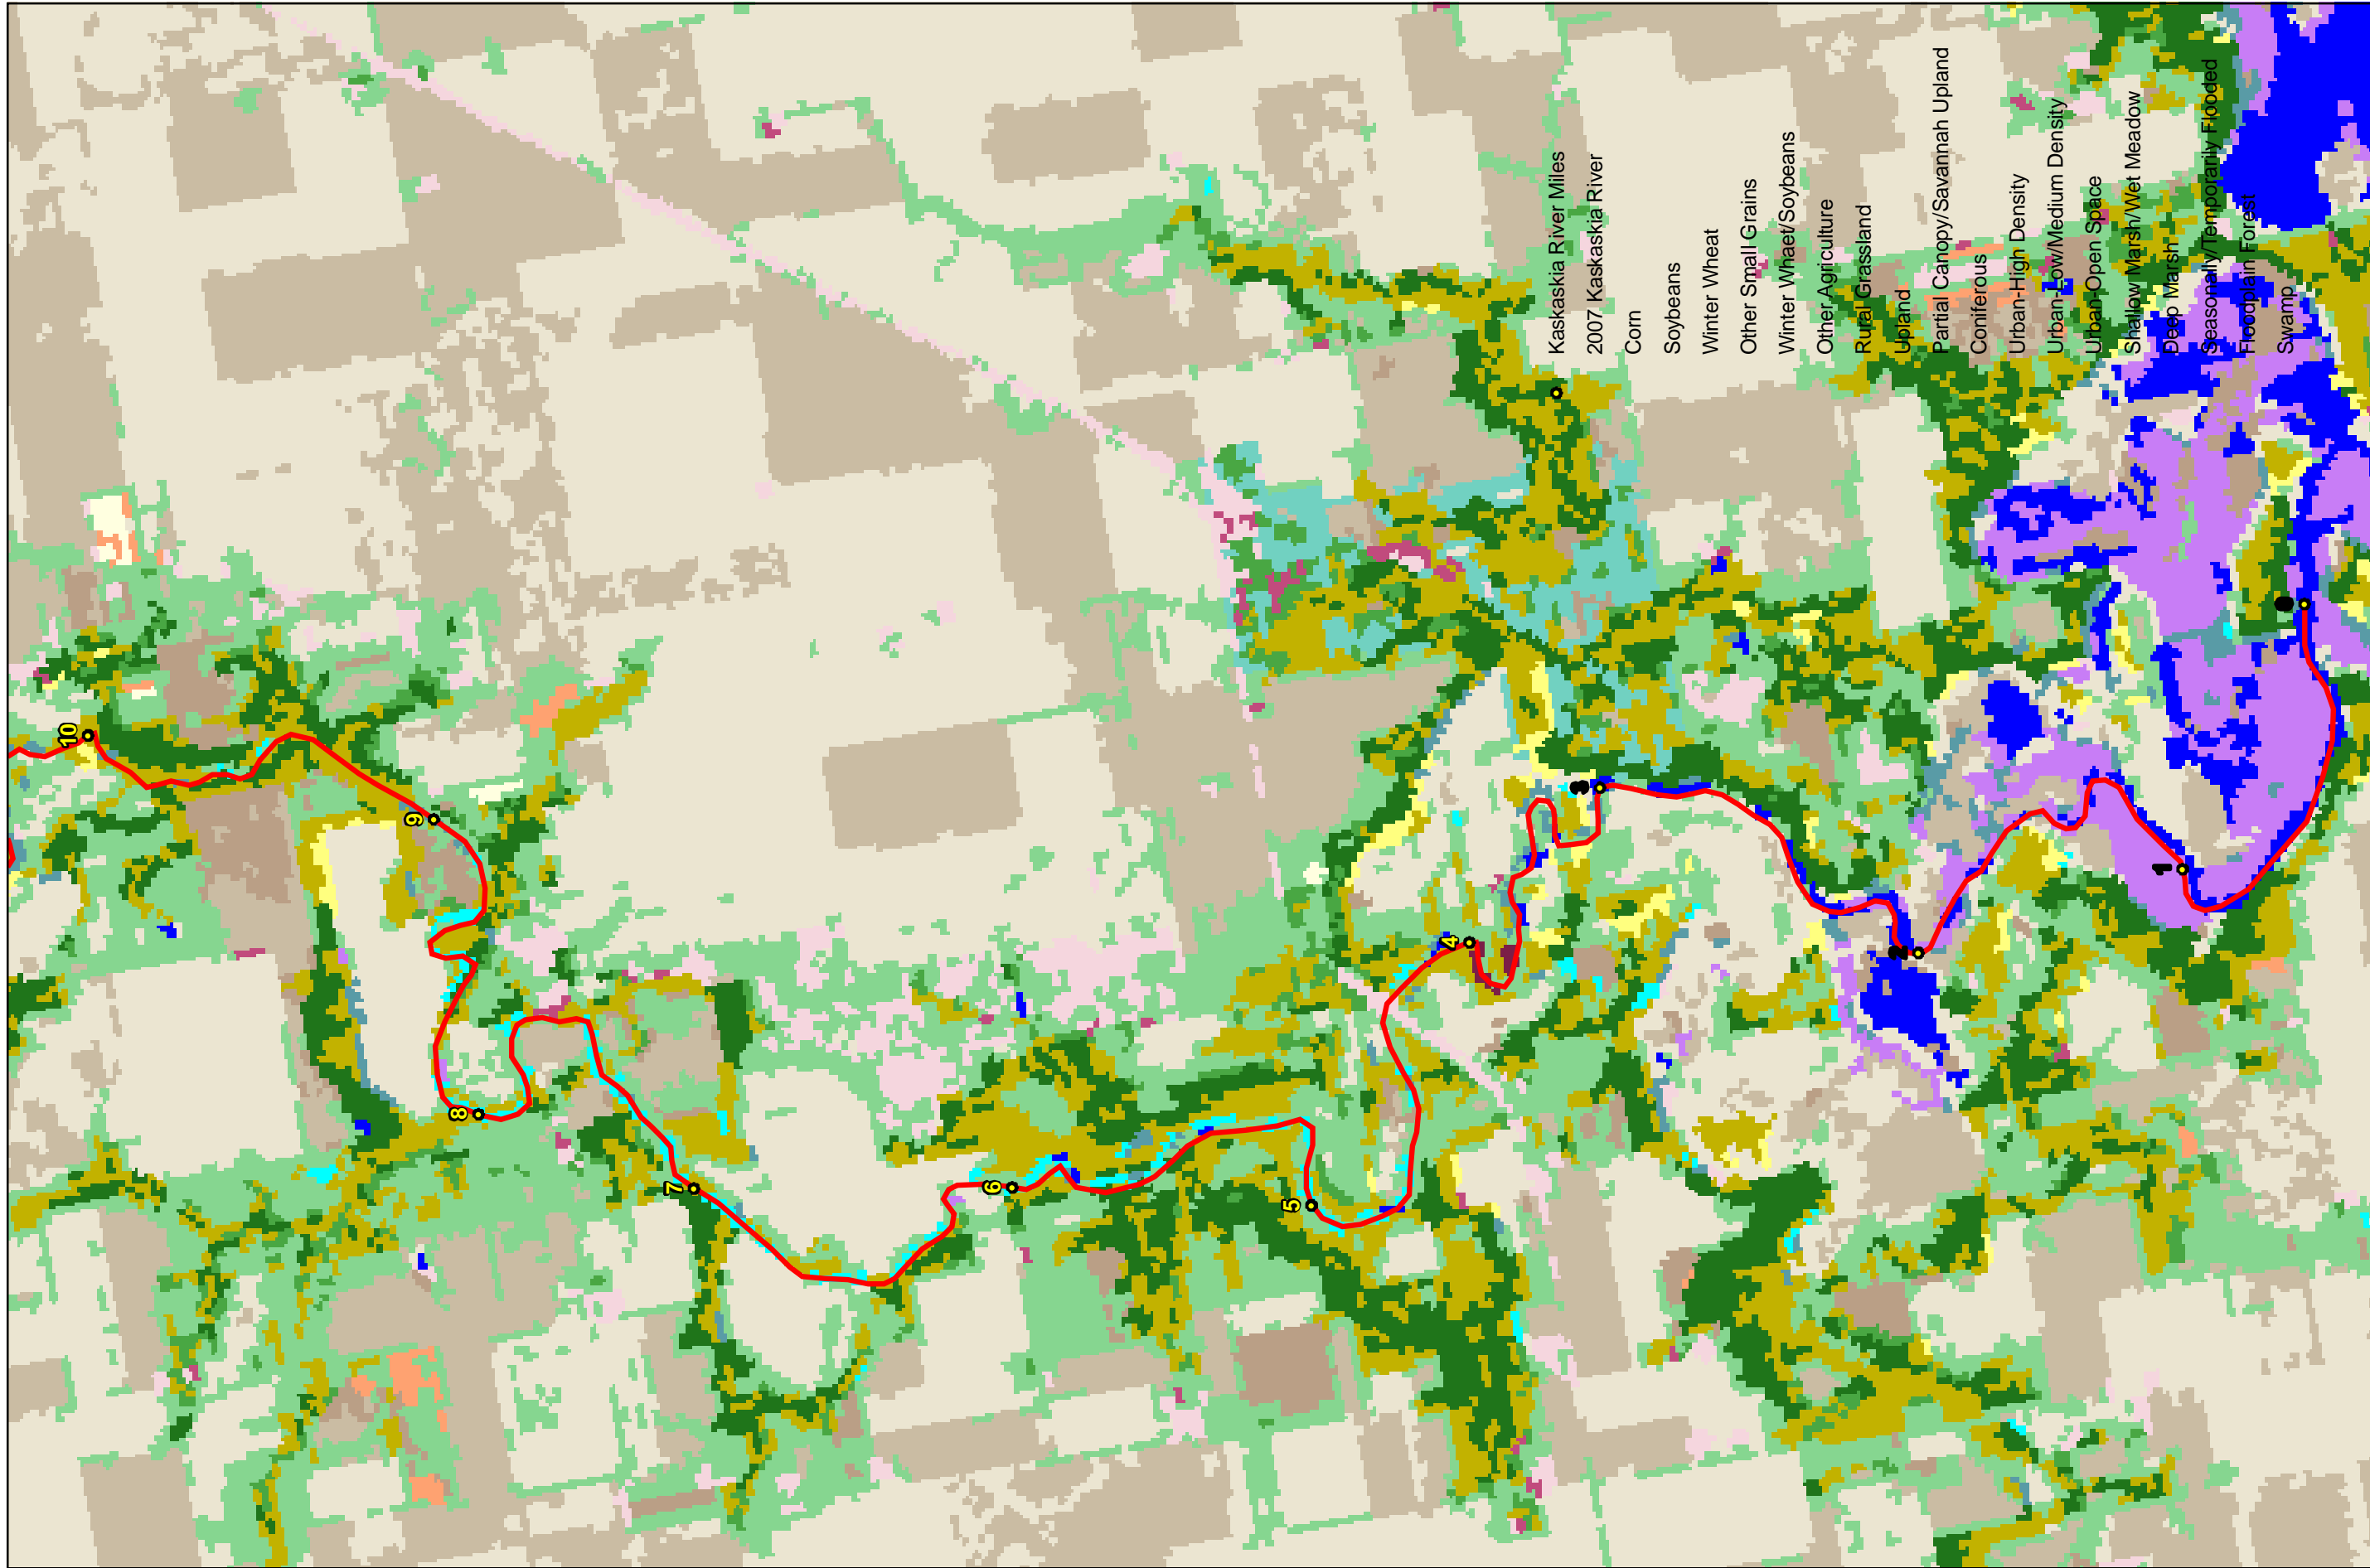 Kaskaskia River Miles
2007 Kaskaskia River
Corn
Soybeans
Winter Wheat
Other Small Grains
Winter Whaet/Soybeans
Other Agriculture
Rural Grassland
Upland
Partial Canopy/Savannah Upland
Coniferous
Urban-High Density
Urban-Low/Medium Density
Urban-Open Space
Shallow Marsh/Wet Meadow
Deep Marsh
Seasonally/Temporarily Flooded
Floodplain Forest
Swamp
10
9
8
7
6
5
4
3
2
1
0